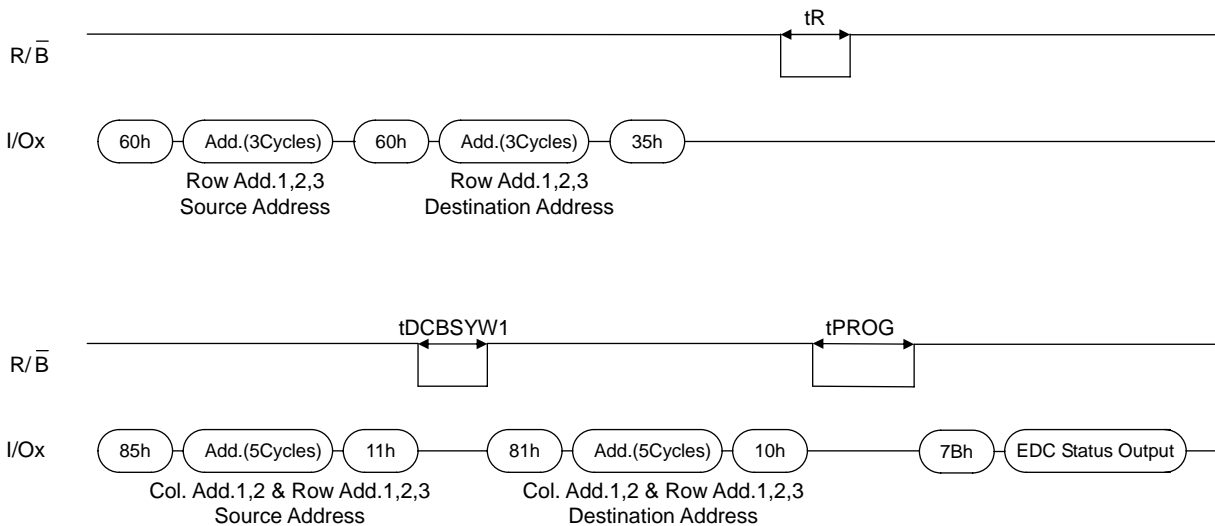 tR
R/B̅
I/Ox
60h Add.(3Cycles) 60h Add.(3Cycles) 35h
Row Add.1,2,3 Row Add.1,2,3
Source Address Destination Address
tDCBSYW1 tPROG
R/B̅
I/Ox
85h Add.(5Cycles) 11h 81h Add.(5Cycles) 10h 7Bh EDC Status Output
Col. Add.1,2 & Row Add.1,2,3 Col. Add.1,2 & Row Add.1,2,3
Source Address Destination Address